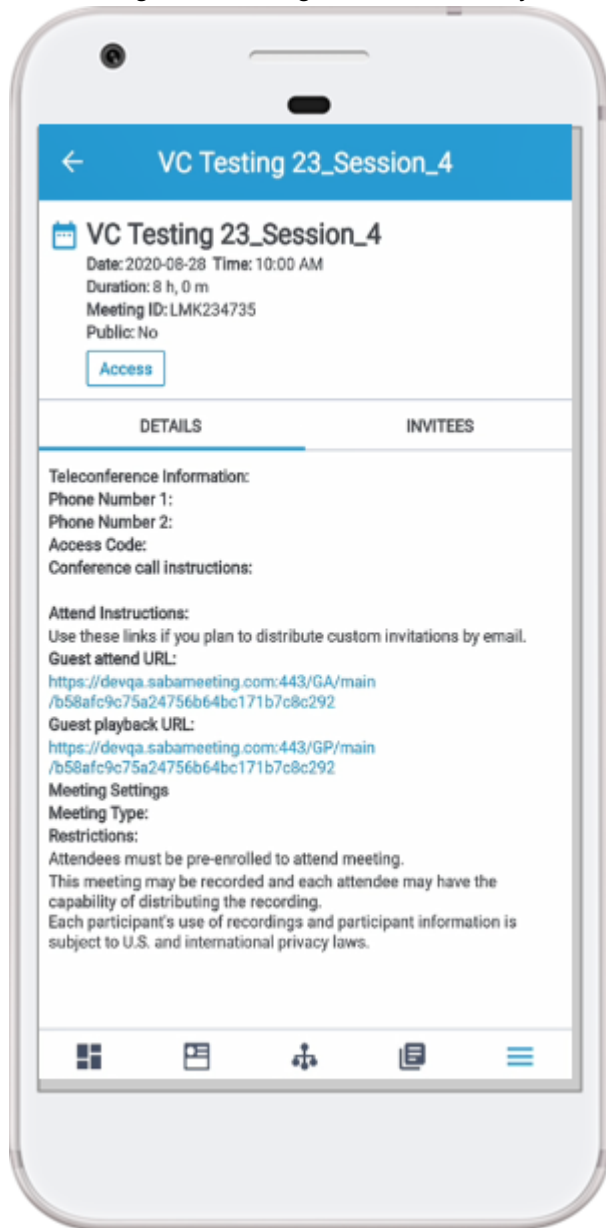 VC Testing 23_Session_4
VC Testing 23_Session_4
Date: 2020-08-28 Time: 10:00 AM
Duration: 8 h, 0 m
Meeting ID: LMK234735
Public: No
Access
DETAILS INVITEES
Teleconference Information:
Phone Number 1:
Phone Number 2:
Access Code:
Conference call instructions:
Attend Instructions:
Use these links if you plan to distribute custom invitations by email.
Guest attend URL:
https://devqa.sabameeting.com:443/GA/main
/b58afc9c75a24756b64bc171b7c8c292
Guest playback URL:
https://devqa.sabameeting.com:443/GP/main
/b58afc9c75a24756b64bc171b7c8c292
Meeting Settings
Meeting Type:
Restrictions:
Attendees must be pre-enrolled to attend meeting.
This meeting may be recorded and each attendee may have the
capability of distributing the recording.
Each participant's use of recordings and participant information is
subject to U.S. and international privacy laws.